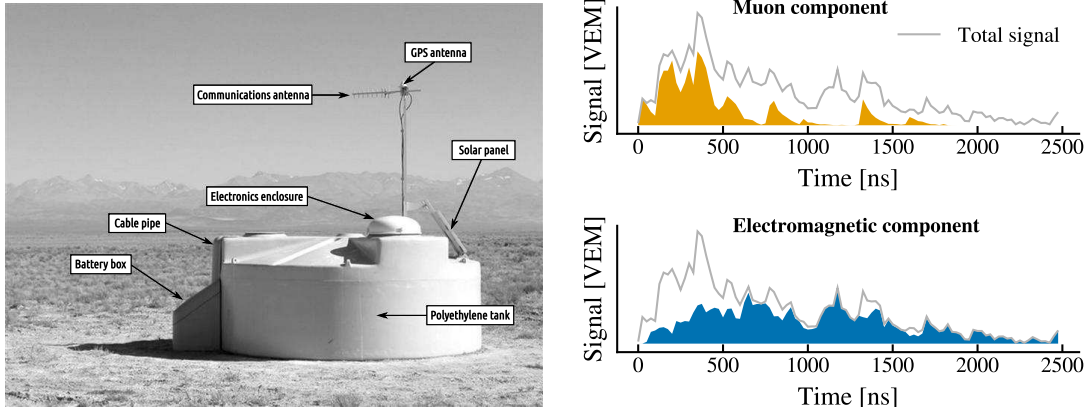 GPS antenna
Communications antenna
Solar panel
Electronics enclosure
Cable pipe
Battery box
Polyethylene tank
Muon component
Total signal
Signal [VEM]
0 500 1000 1500 2000 2500
Time [ns]
Electromagnetic component
Signal [VEM]
0 500 1000 1500 2000 2500
Time [ns]